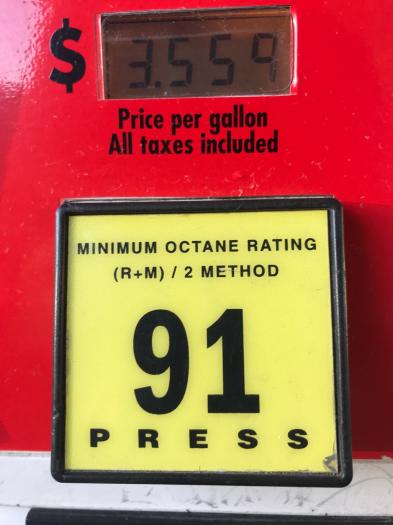 $ 3.559
Price per gallon
All taxes included
MINIMUM OCTANE RATING
(R+M) / 2 METHOD
91
PRESS